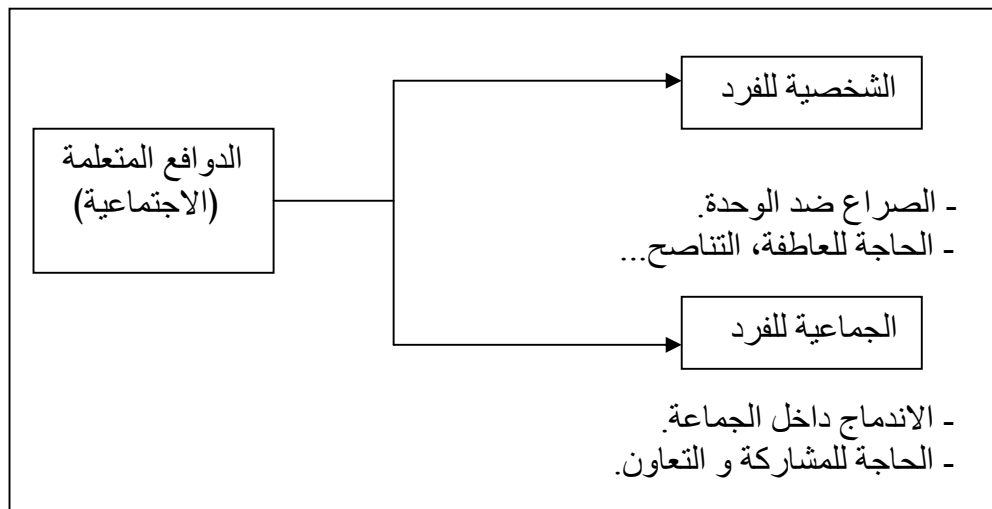 الدوافع المتعلمة
(الاجتماعية)
الشخصية للفرد
- الصراع ضد الوحدة.
- الحاجة للعاطفة، التناصح...
الجماعية للفرد
- الاندماج داخل الجماعة.
- الحاجة للمشاركة و التعاون.